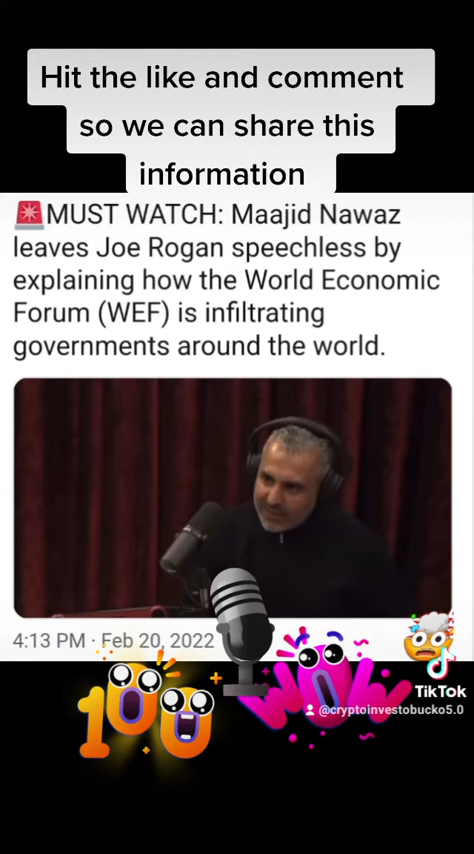 Hit the like and comment
so we can share this
information
🚨MUST WATCH: Maajid Nawaz
leaves Joe Rogan speechless by
explaining how the World Economic
Forum (WEF) is infiltrating
governments around the world.
4:13 PM · Feb 20, 2022
100
WOW
TikTok
@cryptoinvestobucko5.0